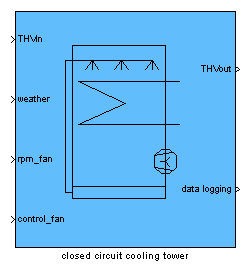 THVin
THVout
weather
rpm_fan
data logging
control_fan
closed circuit cooling tower